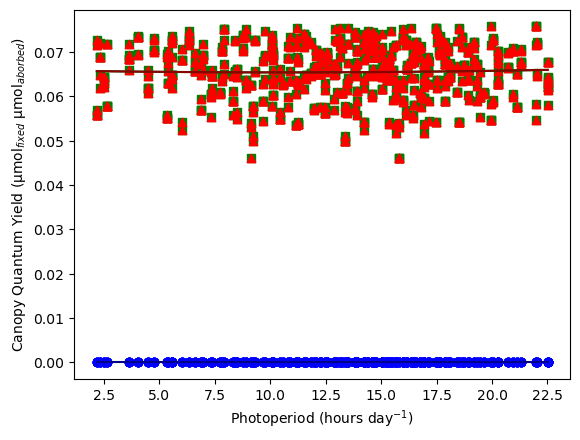 Canopy Quantum Yield (µmol_fixed µmol_aborbed)
0.07
0.06
0.05
0.04
0.03
0.02
0.01
0.00
2.5 5.0 7.5 10.0 12.5 15.0 17.5 20.0 22.5
Photoperiod (hours day⁻¹)